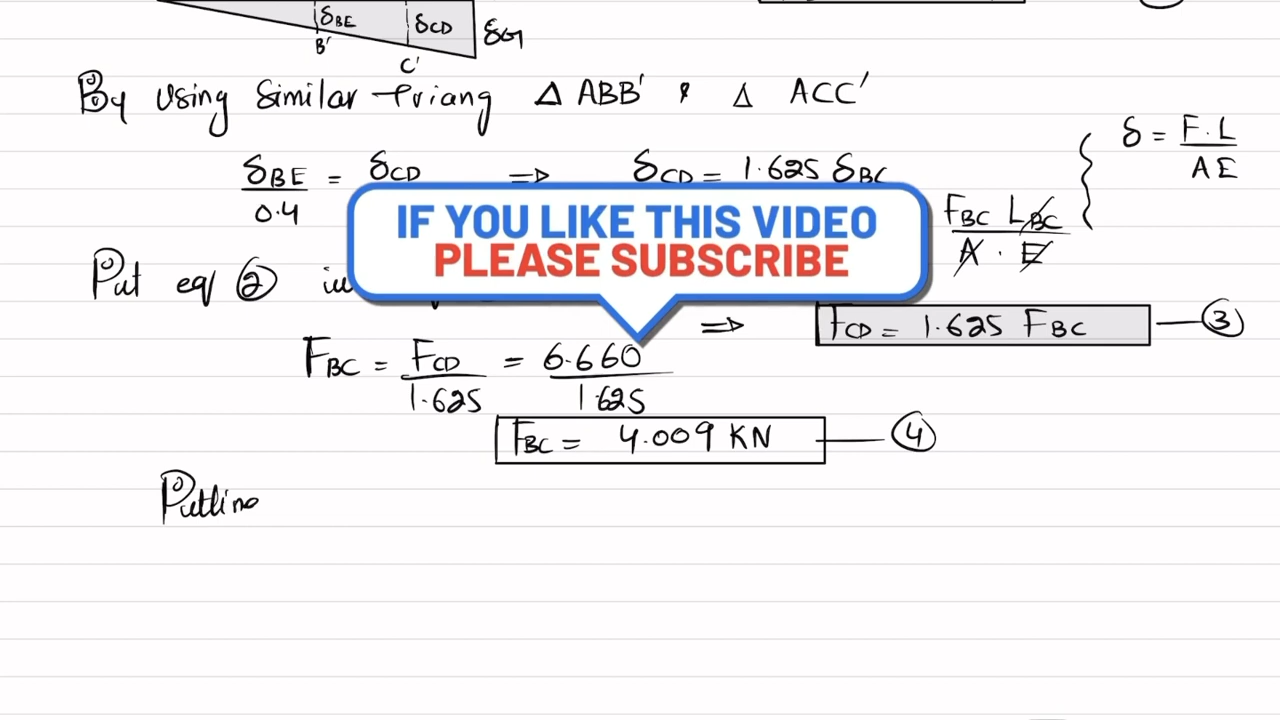 δBE δCD δG
B'
C'
By Using Similar Triang Δ ABB' & Δ ACC'
δ = F.L / AE
δBE / 0.4 = δCD ⇒ δCD = 1.625 δBC
FBC LBC / A . E
IF YOU LIKE THIS VIDEO
PLEASE SUBSCRIBE
Put eq ②
⇒ FCD = 1.625 FBC — ③
FBC = FCD / 1.625 = 6.660 / 1.625
FBC = 4.009 KN — ④
Putting